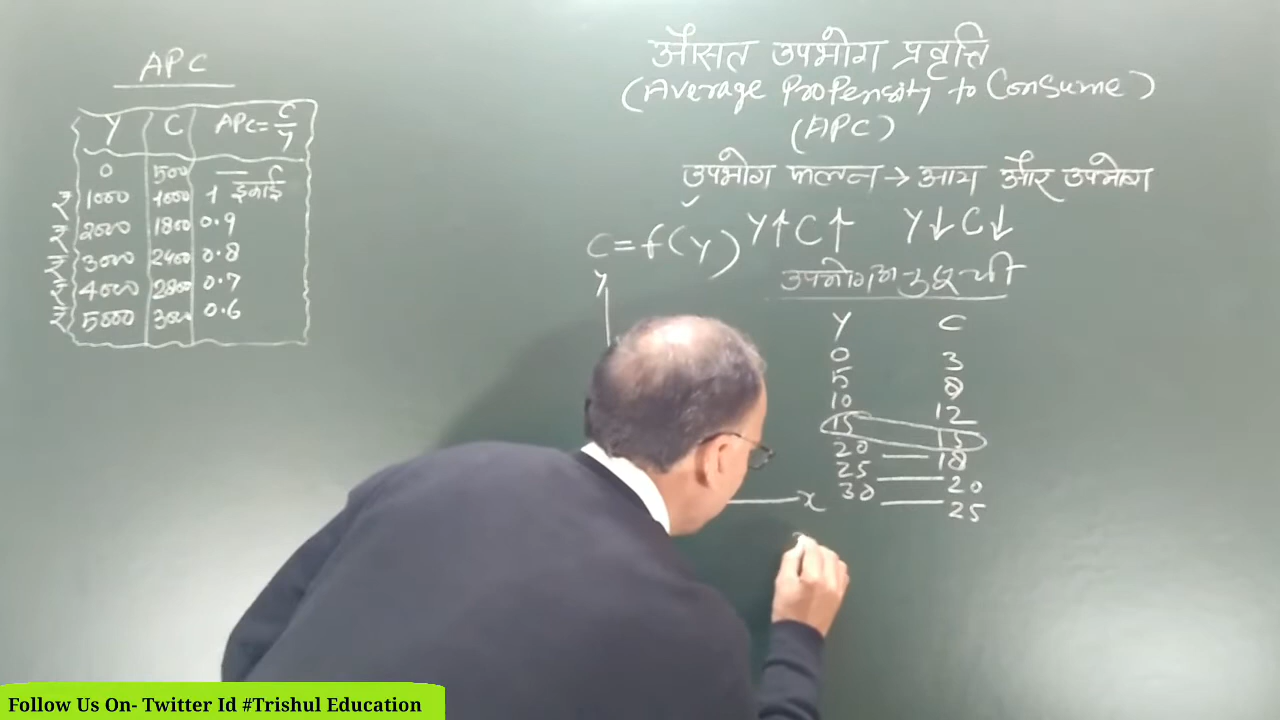 APC
Y C APC = C/Y
0 500 —
₹ 1000 1000 1 इकाई
₹ 2000 1800 0.9
₹ 3000 2400 0.8
₹ 4000 2800 0.7
₹ 5000 3000 0.6
औसत उपभोग प्रवृत्ति
(Average Propensity to Consume)
(APC)
उपभोग फलन → आय और उपभोग
C = f(Y) Y↑ C↑ Y↓ C↓
उपभोग अनुसूची
Y C
0 3
5 8
10 12
15 15
20 — 18
25 — 20
30 — 25
y
x
Follow Us On- Twitter Id #Trishul Education